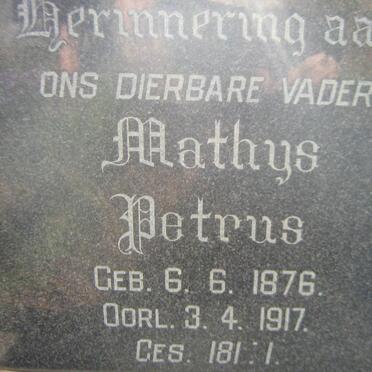 Herinnering aa
ONS DIERBARE VADER
Mathys
Petrus
GEB. 6. 6. 1876.
OORL. 3. 4. 1917.
GES. 181:1.